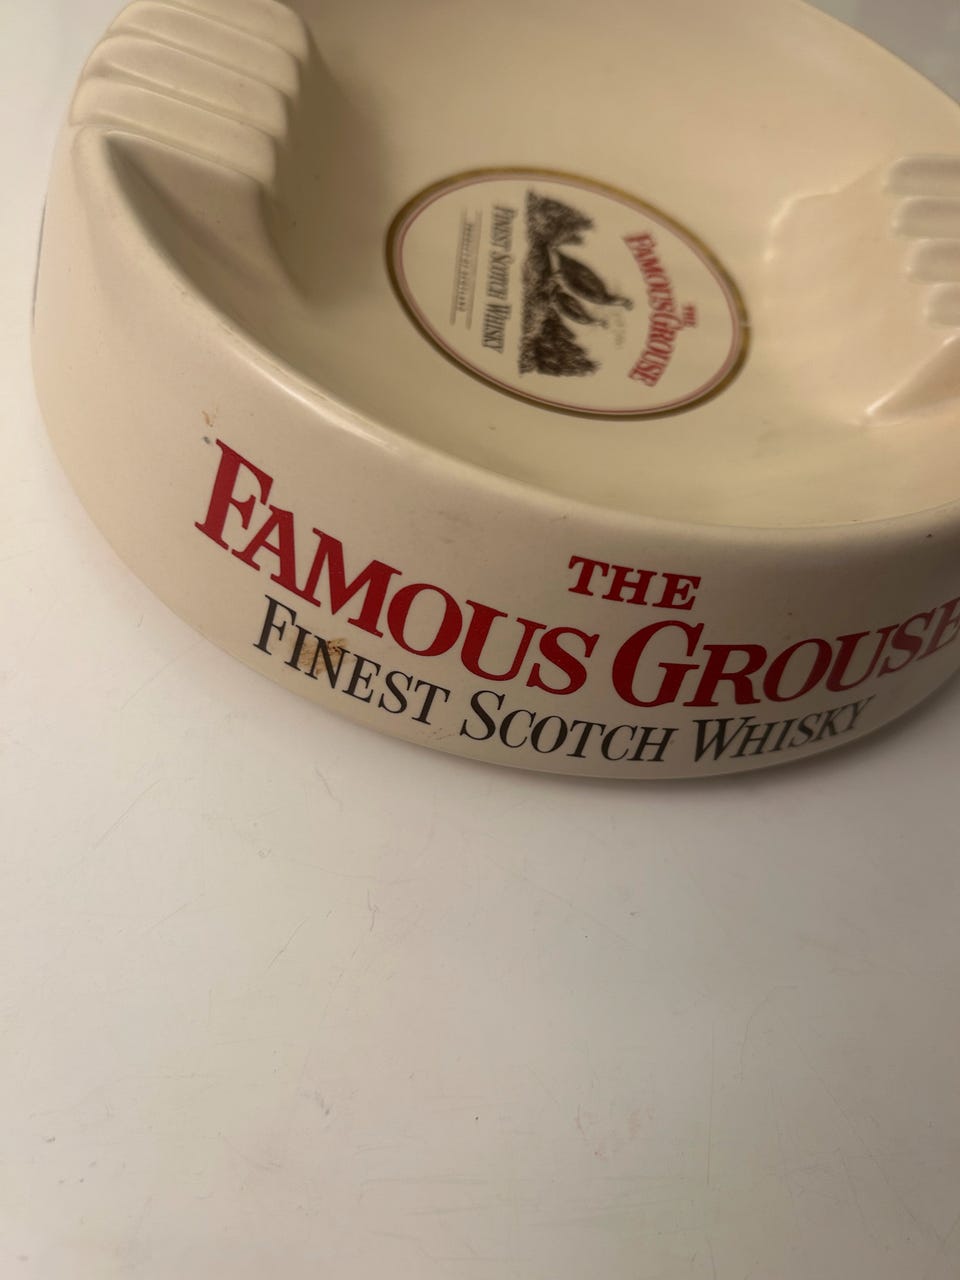 THE
FAMOUS GROUSE
FINEST SCOTCH WHISKY
THE
FAMOUS GROUSE
FINEST SCOTCH WHISKY